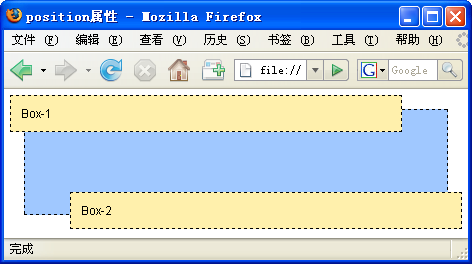 position属性 - Mozilla Firefox
文件 (F) 编辑 (E) 查看 (V) 历史 (S) 书签 (B) 工具 (T) 帮助 (H)
file:// G Google
Box-1
Box-2
完成